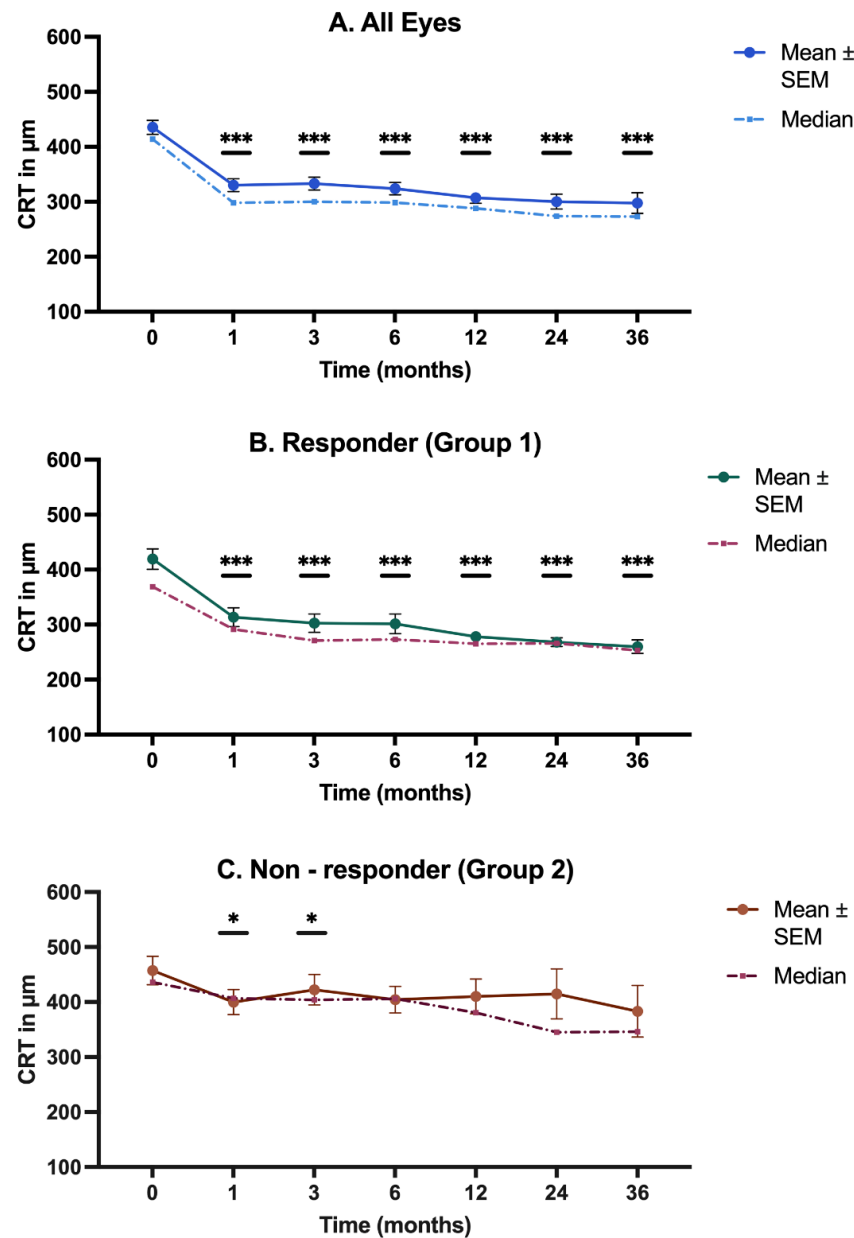 A. All Eyes
600
500
400
300
200
100
CRT in µm
*** *** *** *** *** ***
0 1 3 6 12 24 36
Time (months)
Mean ±
SEM
Median
B. Responder (Group 1)
600
500
400
300
200
100
CRT in µm
*** *** *** *** *** ***
0 1 3 6 12 24 36
Time (months)
Mean ±
SEM
Median
C. Non - responder (Group 2)
600
500
400
300
200
100
CRT in µm
* *
0 1 3 6 12 24 36
Time (months)
Mean ±
SEM
Median